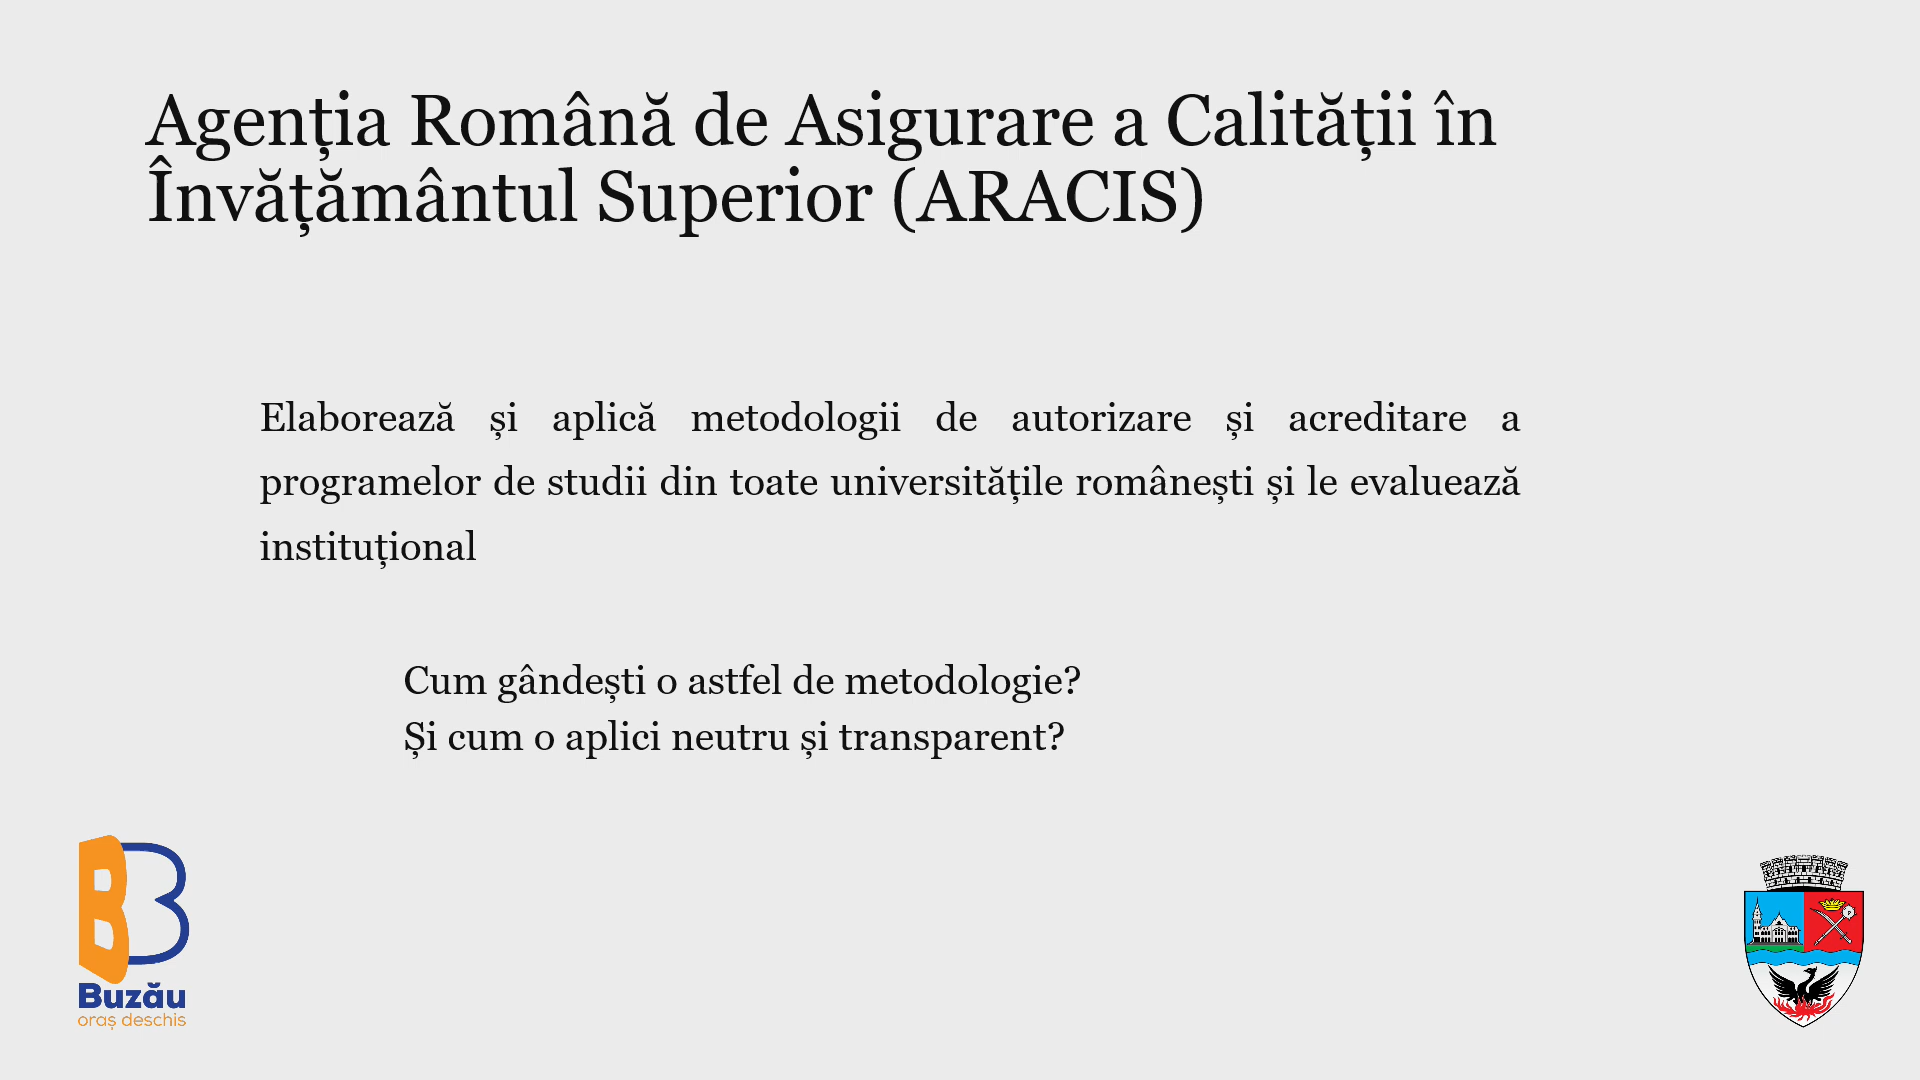 Agenția Română de Asigurare a Calității în
Învățământul Superior (ARACIS)
Elaborează și aplică metodologii de autorizare și acreditare a
programelor de studii din toate universitățile românești și le evaluează
instituțional
Cum gândești o astfel de metodologie?
Și cum o aplici neutru și transparent?
Buzău
oraș deschis